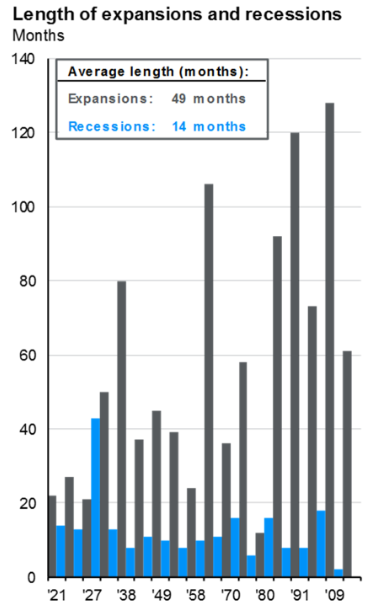 Length of expansions and recessions
Months
140
Average length (months):
Expansions: 49 months
Recessions: 14 months
120
100
80
60
40
20
0
'21 '27 '38 '49 '58 '70 '80 '91 '09